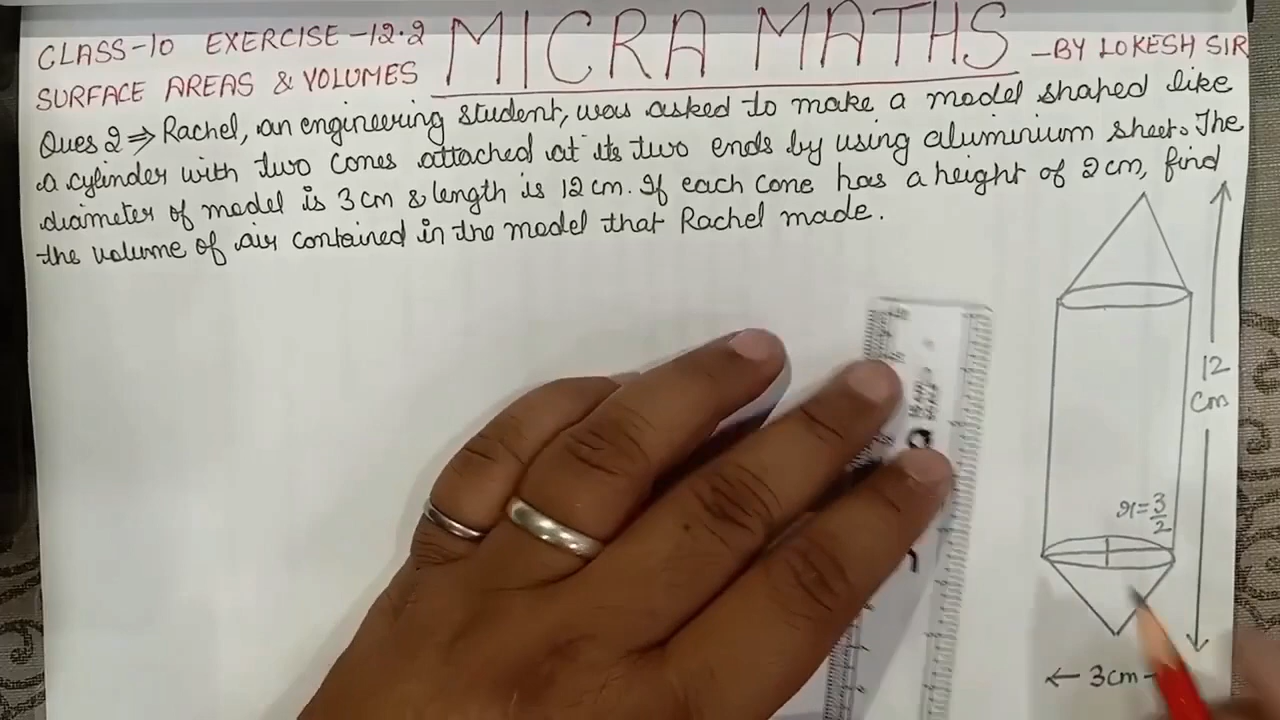 CLASS-10 EXERCISE-12.2 MICRA MATHS -BY LOKESH SIR
SURFACE AREAS & VOLUMES
Ques 2 ⇒ Rachel, an engineering student, was asked to make a model shaped like
a cylinder with two cones attached at its two ends by using aluminium sheet. The
diameter of model is 3 cm & length is 12 cm. If each cone has a height of 2 cm, find
the volume of air contained in the model that Rachel made.
12
cm
r=3/2
← 3cm -